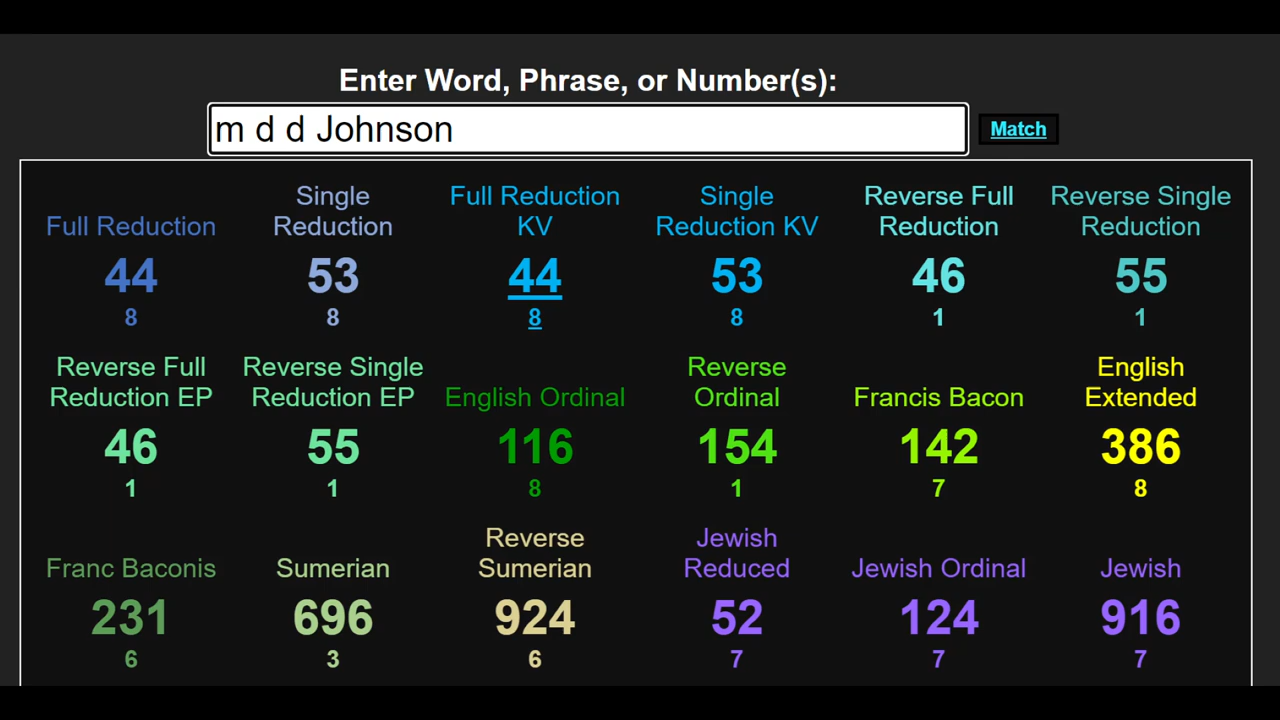 Enter Word, Phrase, or Number(s):
m d d Johnson Match
Full Reduction Single Reduction Full Reduction KV Single Reduction KV Reverse Full Reduction Reverse Single Reduction
44 53 44 53 46 55
8 8 8 8 1 1
Reverse Full Reduction EP Reverse Single Reduction EP English Ordinal Reverse Ordinal Francis Bacon English Extended
46 55 116 154 142 386
1 1 8 1 7 8
Franc Baconis Sumerian Reverse Sumerian Jewish Reduced Jewish Ordinal Jewish
231 696 924 52 124 916
6 3 6 7 7 7